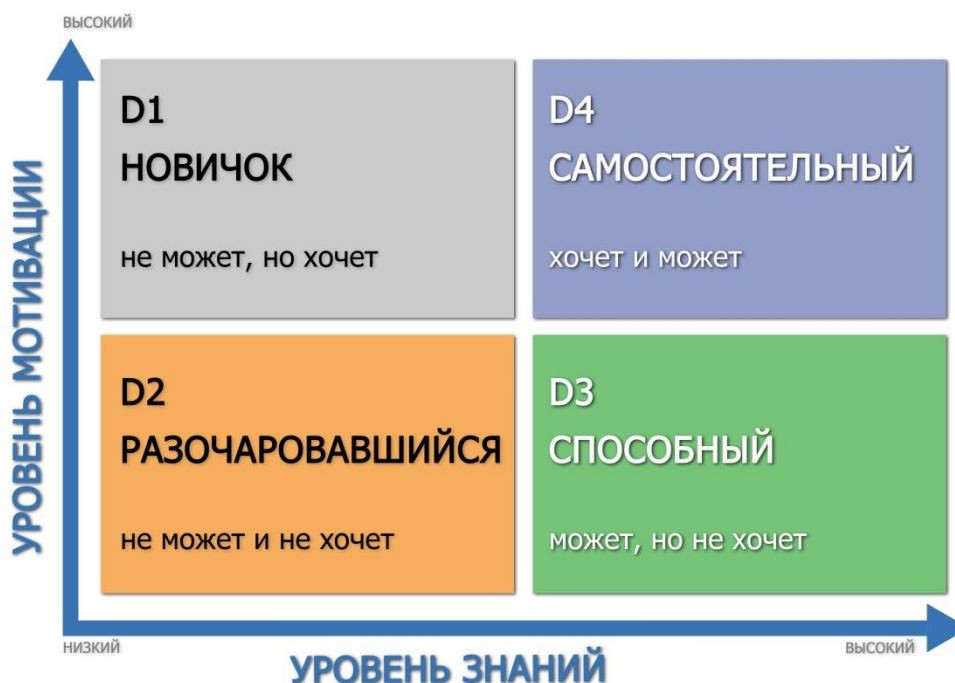 ВЫСОКИЙ
УРОВЕНЬ МОТИВАЦИИ
D1
НОВИЧОК
не может, но хочет
D4
САМОСТОЯТЕЛЬНЫЙ
хочет и может
D2
РАЗОЧАРОВАВШИЙСЯ
не может и не хочет
D3
СПОСОБНЫЙ
может, но не хочет
НИЗКИЙ
ВЫСОКИЙ
УРОВЕНЬ ЗНАНИЙ